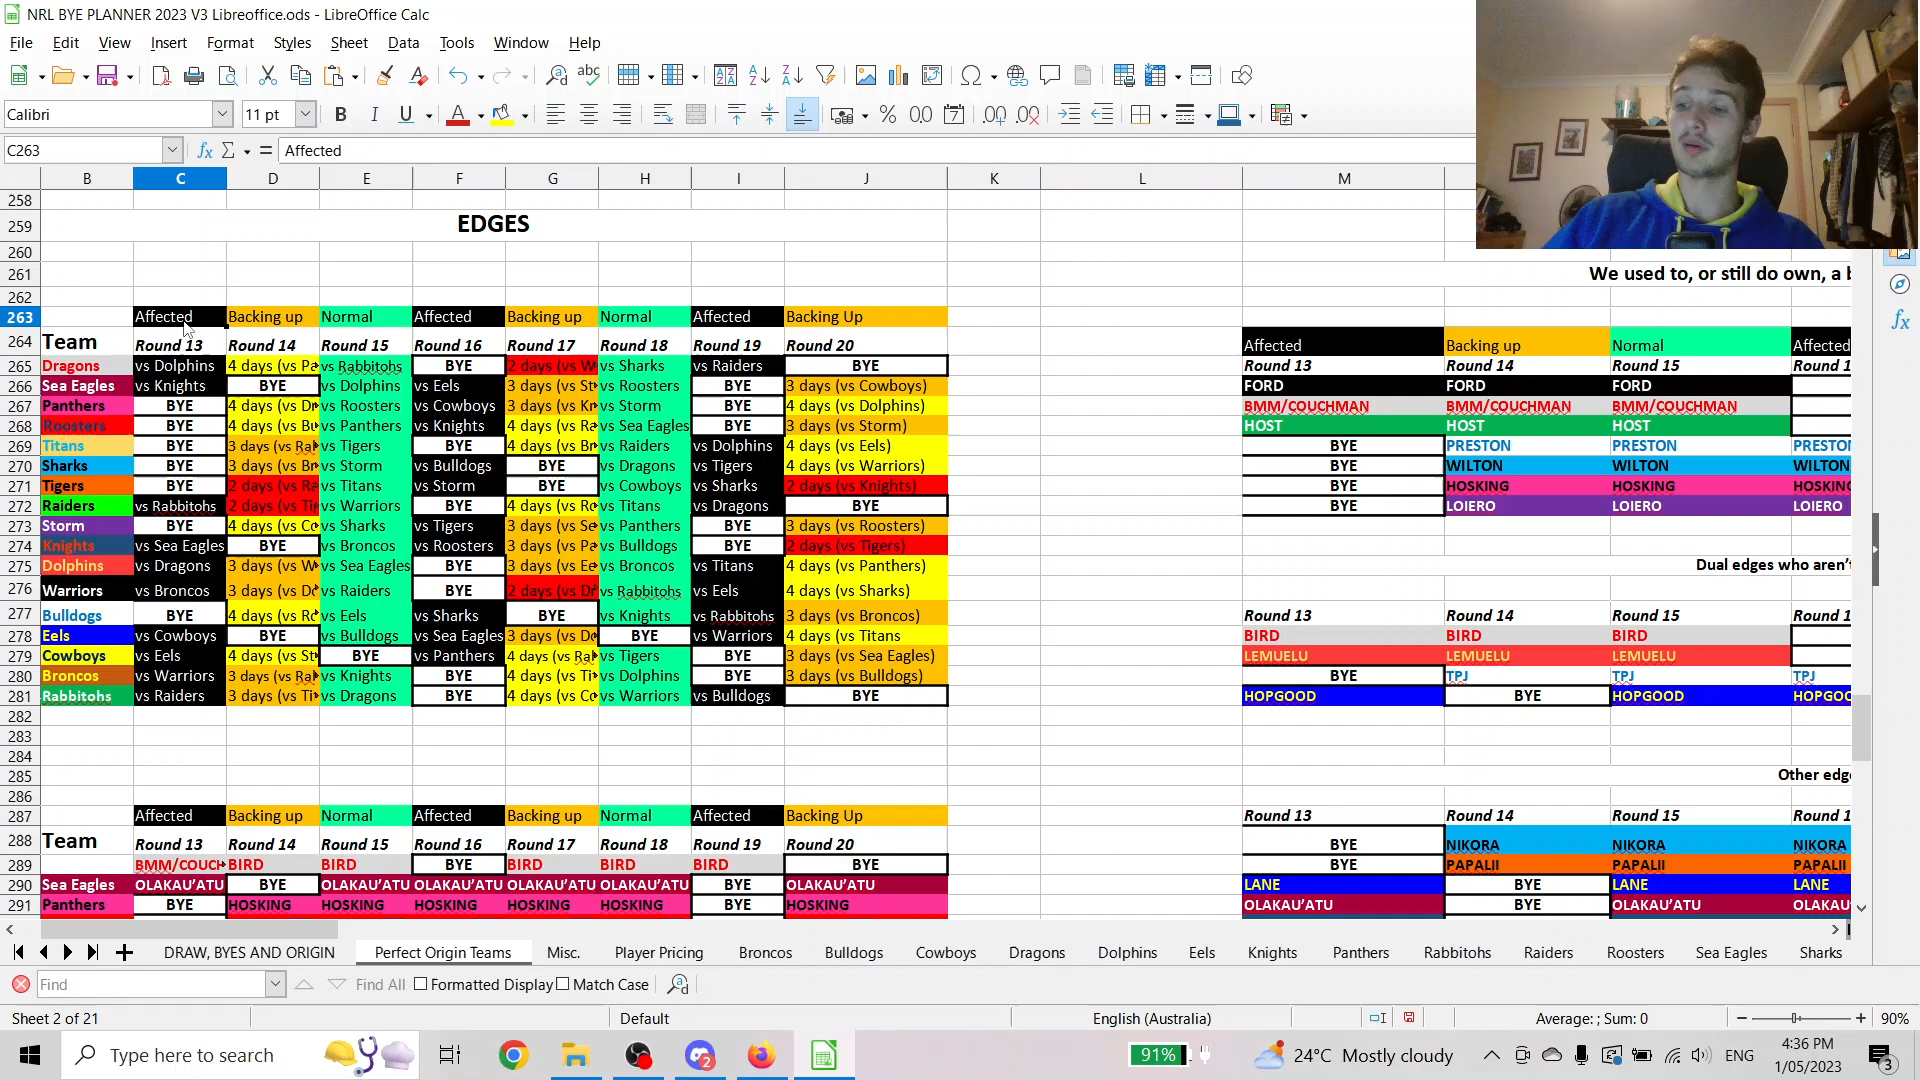 NRL BYE PLANNER 2023 V3 Libreoffice.ods - LibreOffice Calc
File Edit View Insert Format Styles Sheet Data Tools Window Help
Calibri 11 pt
C263 Affected
B C D E F G H I J K L M
258
259 EDGES
260
261 We used to, or still do own, a b
262
263 Affected Backing up Normal Affected Backing up Normal Affected Backing Up
264 Team Round 13 Round 14 Round 15 Round 16 Round 17 Round 18 Round 19 Round 20 Affected Backing up Normal Affected
265 Dragons vs Dolphins 4 days (vs Pa vs Rabbitohs BYE 2 days (vs W vs Sharks vs Raiders BYE Round 13 Round 14 Round 15 Round 1
266 Sea Eagles vs Knights BYE vs Dolphins vs Eels 3 days (vs St vs Roosters BYE 3 days (vs Cowboys) FORD FORD FORD
267 Panthers BYE 4 days (vs Dr vs Roosters vs Cowboys 3 days (vs Kn vs Storm BYE 4 days (vs Dolphins) BMM/COUCHMAN BMM/COUCHMAN BMM/COUCHMAN
268 Roosters BYE 4 days (vs Bu vs Panthers vs Knights 4 days (vs Ra vs Sea Eagles BYE 3 days (vs Storm) HOST HOST HOST
269 Titans BYE 3 days (vs Ra vs Tigers BYE 4 days (vs Br vs Raiders vs Dolphins 4 days (vs Eels) BYE PRESTON PRESTON PRESTO
270 Sharks BYE 3 days (vs Br vs Storm vs Bulldogs BYE vs Dragons vs Tigers 4 days (vs Warriors) BYE WILTON WILTON WILTON
271 Tigers BYE 2 days (vs Ra vs Titans vs Storm BYE vs Cowboys vs Sharks 2 days (vs Knights) BYE HOSKING HOSKING HOSKING
272 Raiders vs Rabbitohs 2 days (vs Ti vs Warriors BYE 4 days (vs Ro vs Titans vs Dragons BYE BYE LOIERO LOIERO LOIERO
273 Storm BYE 4 days (vs Co vs Sharks vs Tigers 3 days (vs Se vs Panthers BYE 3 days (vs Roosters)
274 Knights vs Sea Eagles BYE vs Broncos vs Roosters 3 days (vs Pa vs Bulldogs BYE 2 days (vs Tigers)
275 Dolphins vs Dragons 3 days (vs W vs Sea Eagles BYE 3 days (vs Ee vs Broncos vs Titans 4 days (vs Panthers) Dual edges who aren't
276 Warriors vs Broncos 3 days (vs Do vs Raiders BYE 2 days (vs Dr vs Rabbitohs vs Eels 4 days (vs Sharks)
277 Bulldogs BYE 4 days (vs Ro vs Eels vs Sharks BYE vs Knights vs Rabbitohs 3 days (vs Broncos) Round 13 Round 14 Round 15 Round 1
278 Eels vs Cowboys BYE vs Bulldogs vs Sea Eagles 3 days (vs Do BYE vs Warriors 4 days (vs Titans BIRD BIRD BIRD
279 Cowboys vs Eels 4 days (vs St BYE vs Panthers 4 days (vs Ra vs Tigers BYE 3 days (vs Sea Eagles) LEMUELU LEMUELU LEMUELU
280 Broncos vs Warriors 3 days (vs Ra vs Knights BYE 4 days (vs Ti vs Dolphins BYE 3 days (vs Bulldogs) BYE TPJ TPJ TPJ
281 Rabbitohs vs Raiders 3 days (vs Ti vs Dragons BYE 4 days (vs Co vs Warriors vs Bulldogs BYE HOPGOOD BYE HOPGOOD HOPGO
282
283
284
285 Other edg
286
287 Affected Backing up Normal Affected Backing up Normal Affected Backing Up Round 13 Round 14 Round 15 Round 1
288 Team Round 13 Round 14 Round 15 Round 16 Round 17 Round 18 Round 19 Round 20 BYE NIKORA NIKORA NIKORA
289 BMM/COUCH BIRD BIRD BYE BIRD BIRD BIRD BYE BYE PAPALII PAPALII PAPALII
290 Sea Eagles OLAKAU'ATU BYE OLAKAU'ATU OLAKAU'ATU OLAKAU'ATU OLAKAU'ATU BYE OLAKAU'ATU LANE BYE LANE LANE
291 Panthers BYE HOSKING HOSKING HOSKING HOSKING HOSKING BYE HOSKING OLAKAU'ATU BYE OLAKAU'ATU OLAKAU
DRAW, BYES AND ORIGIN Perfect Origin Teams Misc. Player Pricing Broncos Bulldogs Cowboys Dragons Dolphins Eels Knights Panthers Rabbitohs Raiders Roosters Sea Eagles Sharks
Find Find All Formatted Display Match Case
Sheet 2 of 21 Default English (Australia) Average: ; Sum: 0 90%
Type here to search 2 91% 24°C Mostly cloudy ENG 4:36 PM
1/05/2023 3